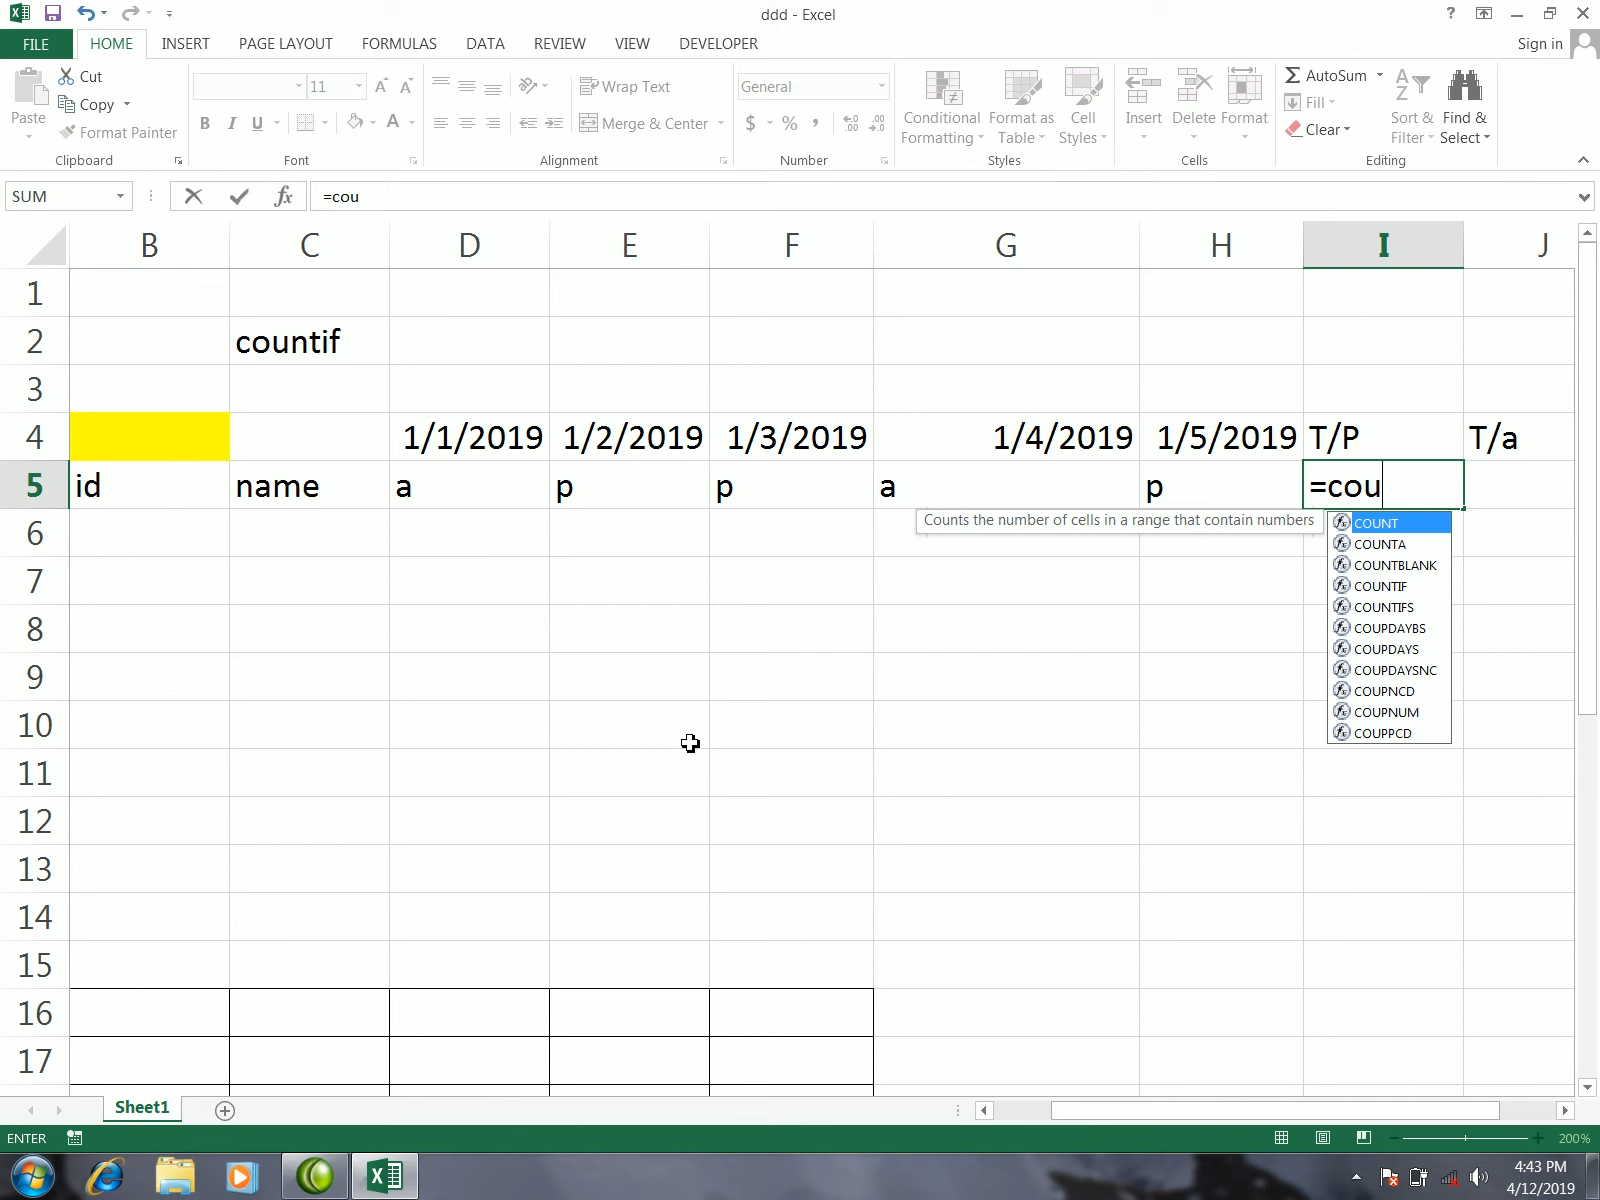 ddd - Excel
?
FILE HOME INSERT PAGE LAYOUT FORMULAS DATA REVIEW VIEW DEVELOPER Sign in
Paste
Cut
Copy
Format Painter
Clipboard
11 A A
B I U A
Font
Wrap Text
Merge & Center
Alignment
General
$ % , .00 .00
Number
Conditional Formatting
Format as Table
Cell Styles
Styles
Insert Delete Format
Cells
AutoSum
Fill
Clear
Sort & Filter
Find & Select
Editing
SUM fx =cou
B C D E F G H I J
1
2 countif
3
4 1/1/2019 1/2/2019 1/3/2019 1/4/2019 1/5/2019 T/P T/a
5 id name a p p a p =cou
Counts the number of cells in a range that contain numbers
COUNT
COUNTA
COUNTBLANK
COUNTIF
COUNTIFS
COUPDAYBS
COUPDAYS
COUPDAYSNC
COUPNCD
COUPNUM
COUPPCD
6
7
8
9
10
11
12
13
14
15
16
17
Sheet1
ENTER 200%
4:43 PM
4/12/2019